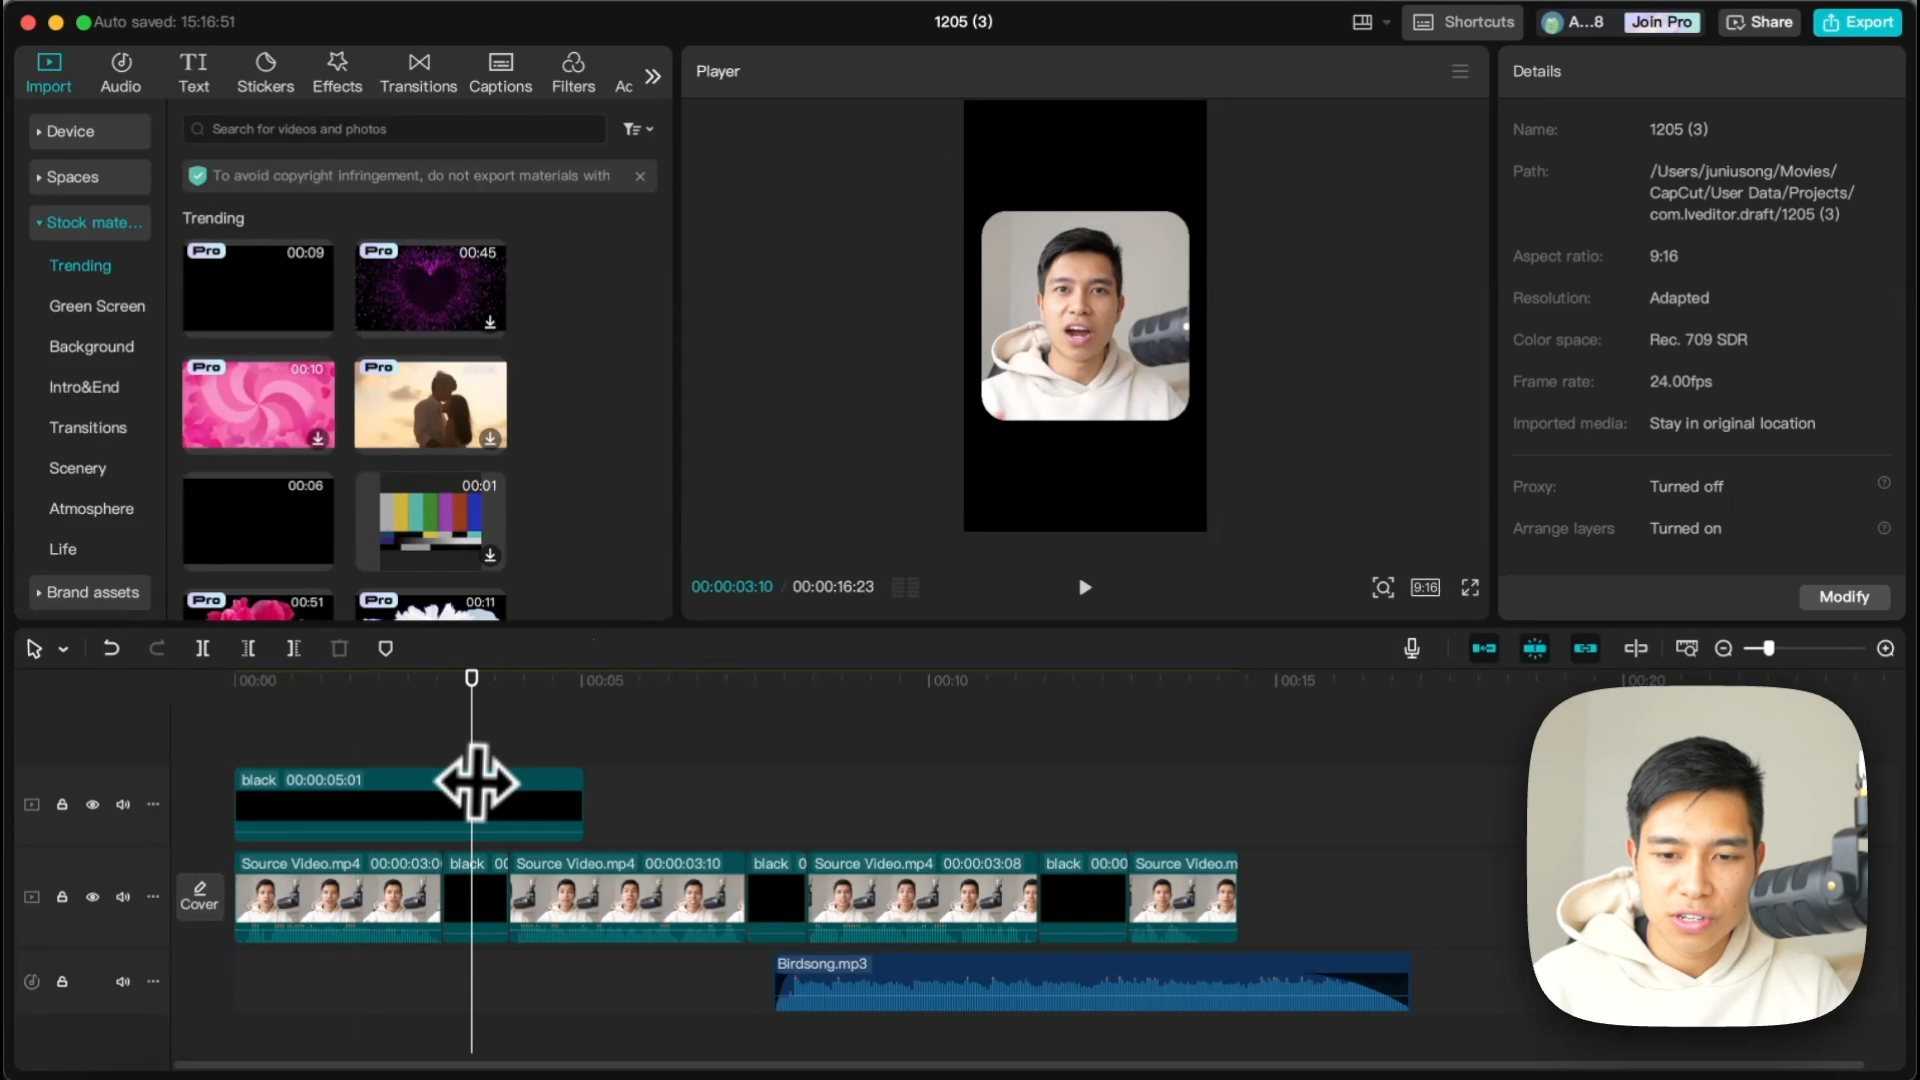 Auto saved: 15:16:51
1205 (3)
Shortcuts
A...8
Join Pro
Share
Export
Import
Audio
TI
Text
Stickers
Effects
Transitions
Captions
Filters
Ac
Device
Spaces
Stock mate...
Trending
Green Screen
Background
Intro&End
Transitions
Scenery
Atmosphere
Life
Brand assets
Search for videos and photos
To avoid copyright infringement, do not export materials with
Trending
Pro
00:09
Pro
00:45
Pro
00:10
Pro
00:06
00:01
Pro
00:51
Pro
00:11
Player
00:00:03:10 / 00:00:16:23
9:16
Details
Name: 1205 (3)
Path: /Users/juniusong/Movies/
CapCut/User Data/Projects/
com.lveditor.draft/1205 (3)
Aspect ratio: 9:16
Resolution: Adapted
Color space: Rec. 709 SDR
Frame rate: 24.00fps
Imported media: Stay in original location
Proxy: Turned off
Arrange layers Turned on
Modify
00:00
00:05
00:10
00:15
00:20
black 00:00:05:01
Cover
Source Video.mp4 00:00:03:0
black 00
Source Video.mp4 00:00:03:10
black 0
Source Video.mp4 00:00:03:08
black 00:00
Source Video.m
Birdsong.mp3